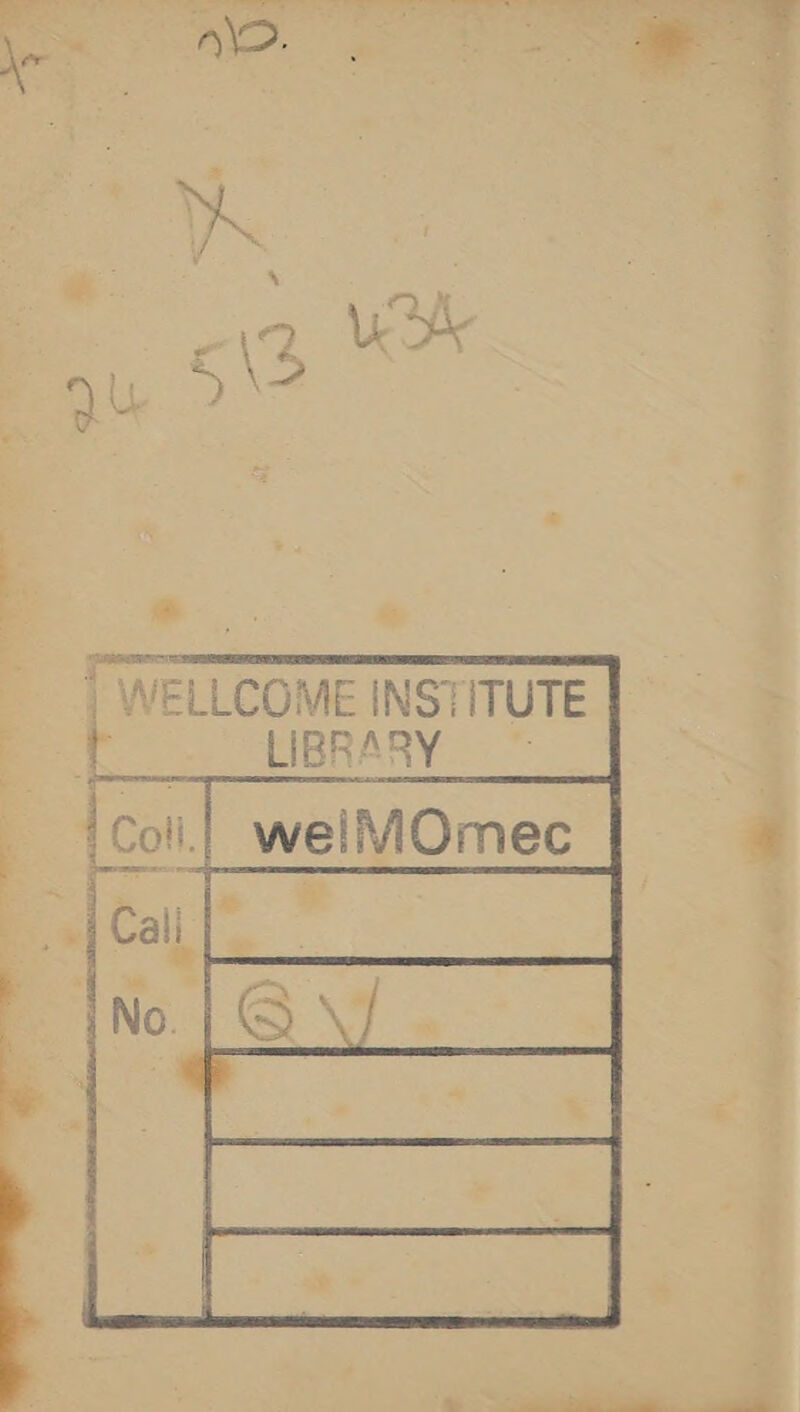 24 513 434
WELLCOME INSTITUTE
LIBRARY
Coll. welMOmec
Call
No. QV